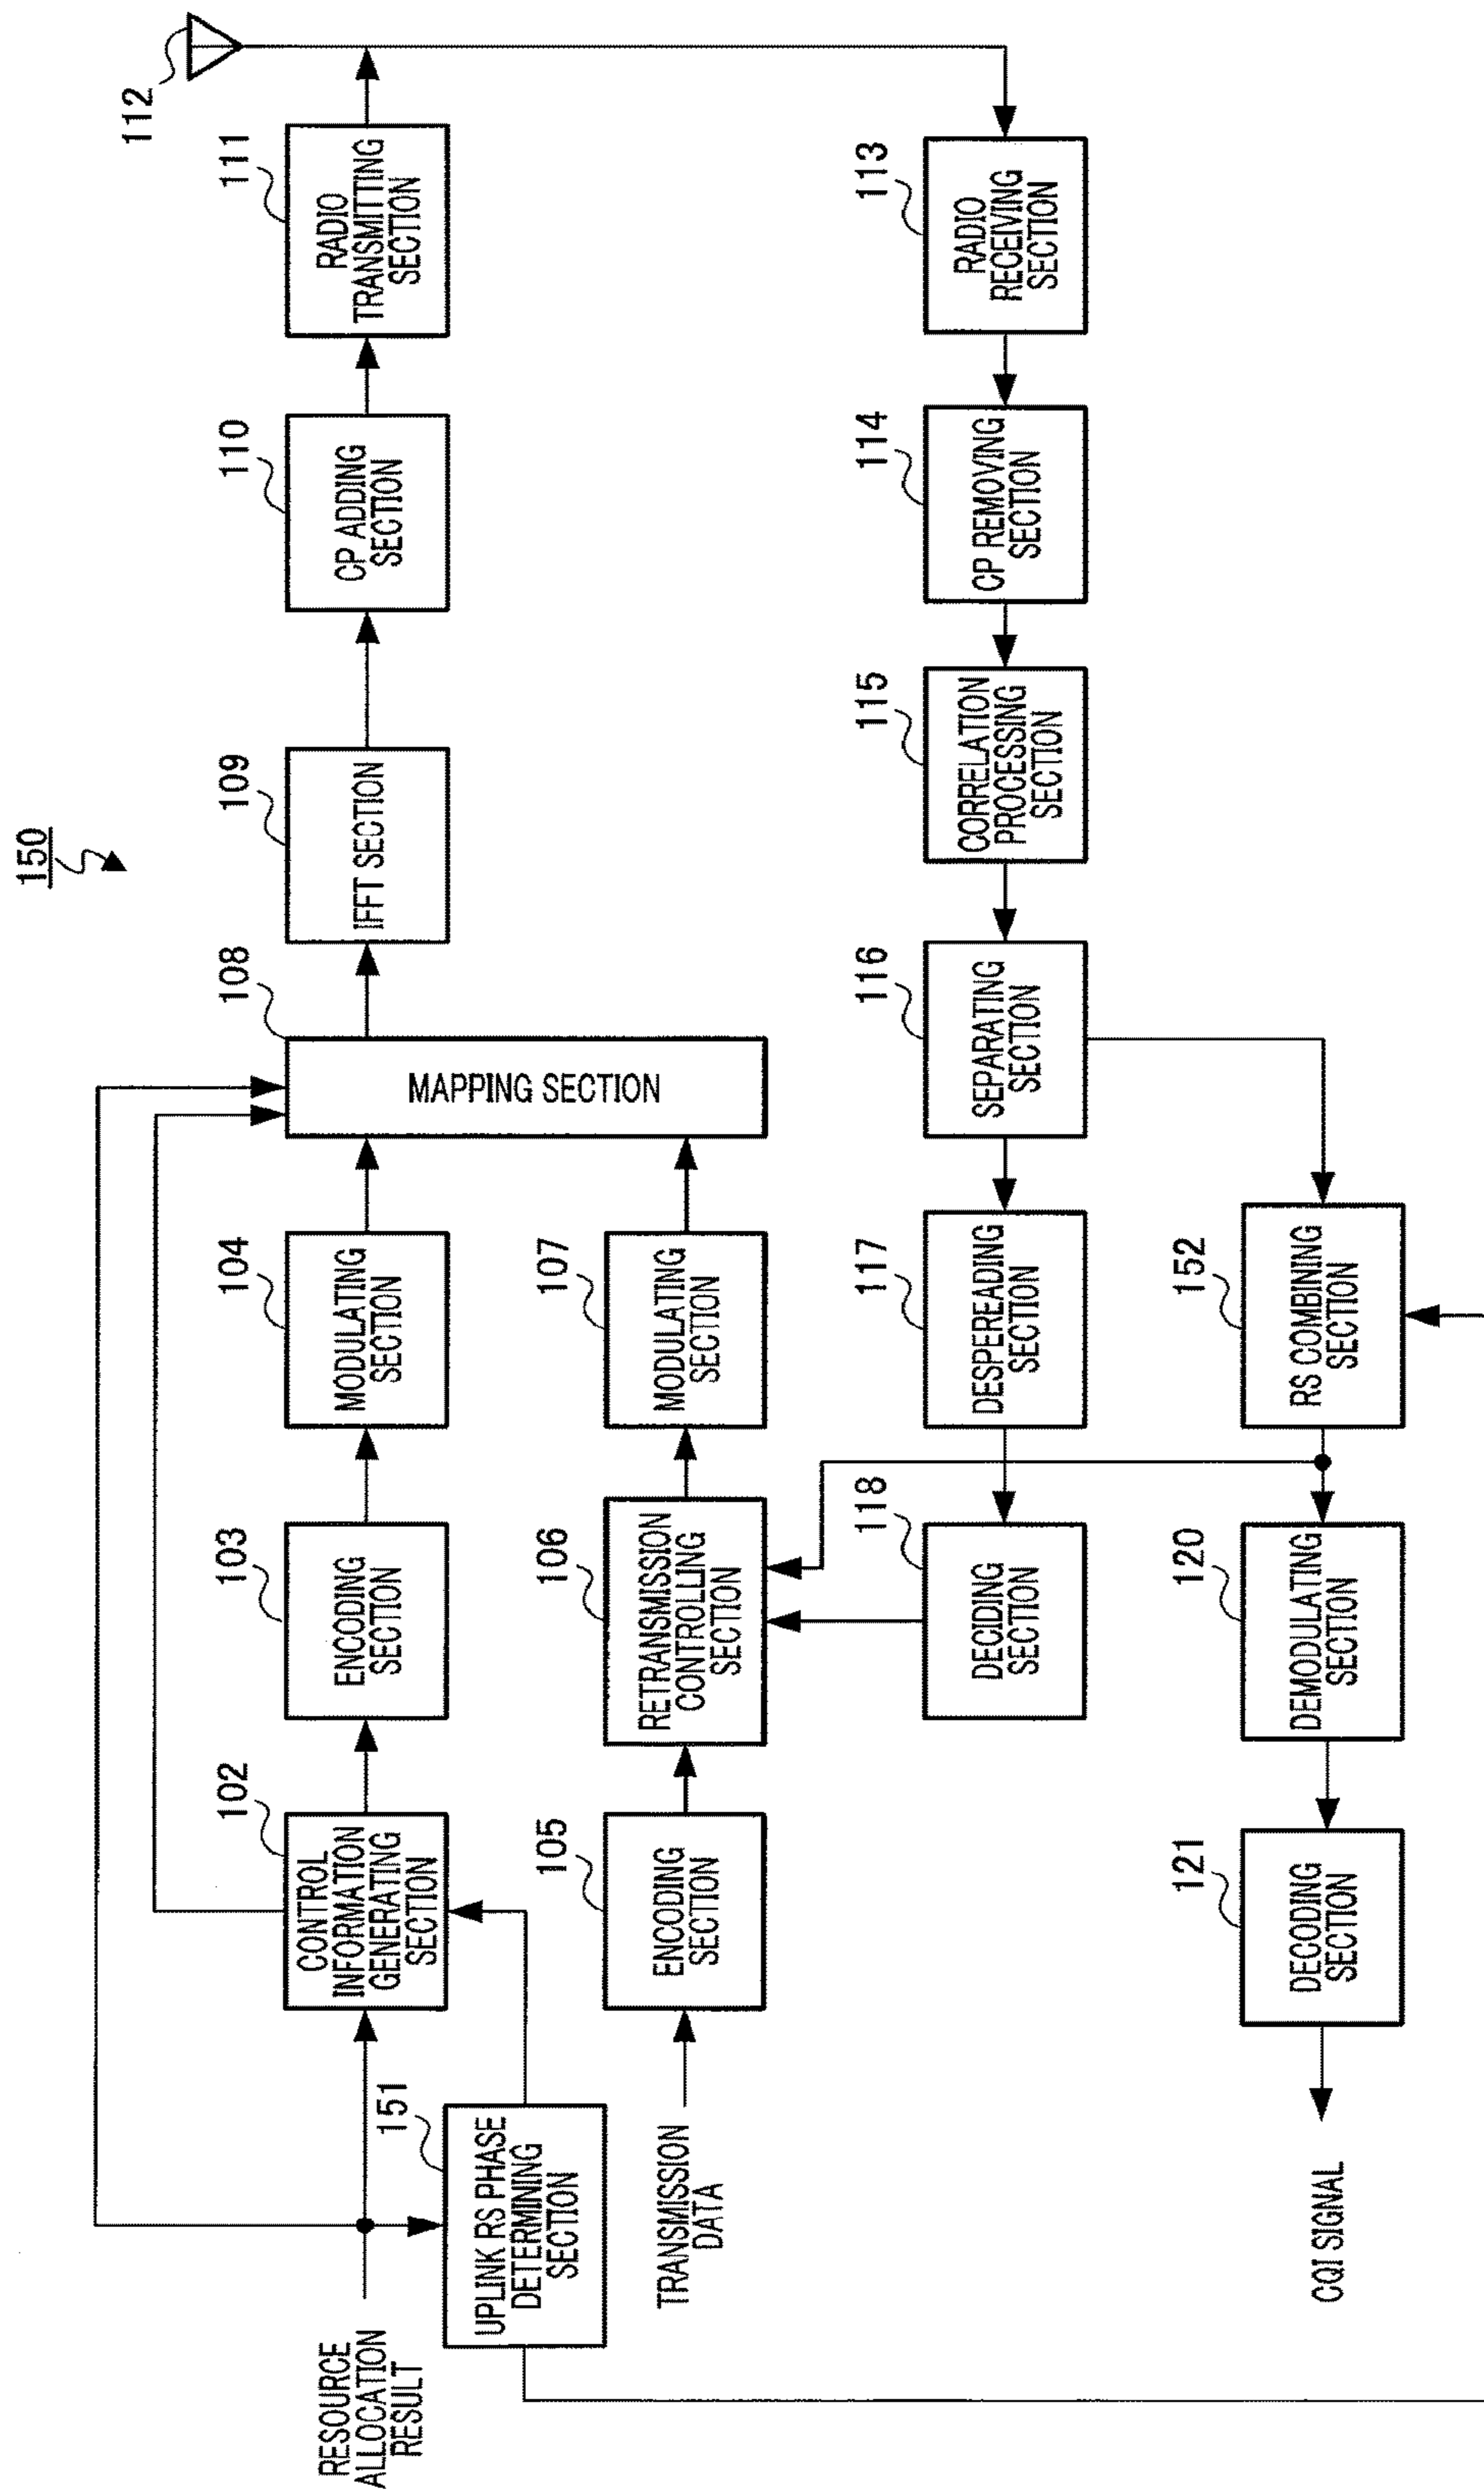 150
112
RESOURCE
ALLOCATION
RESULT
151
UPLINK RS PHASE
DETERMINING
SECTION
102
CONTROL
INFORMATION
GENERATING
SECTION
103
ENCODING
SECTION
104
MODULATING
SECTION
108
MAPPING SECTION
109
IFFT SECTION
110
CP ADDING
SECTION
111
RADIO
TRANSMITTING
SECTION
TRANSMISSION
DATA
105
ENCODING
SECTION
106
RETRANSMISSION
CONTROLLING
SECTION
107
MODULATING
SECTION
118
DECIDING
SECTION
117
DESPEREADING
SECTION
116
SEPARATING
SECTION
115
CORRELATION
PROCESSING
SECTION
114
CP REMOVING
SECTION
113
RADIO
RECEIVING
SECTION
CQI SIGNAL
121
DECODING
SECTION
120
DEMODULATING
SECTION
152
RS COMBINING
SECTION